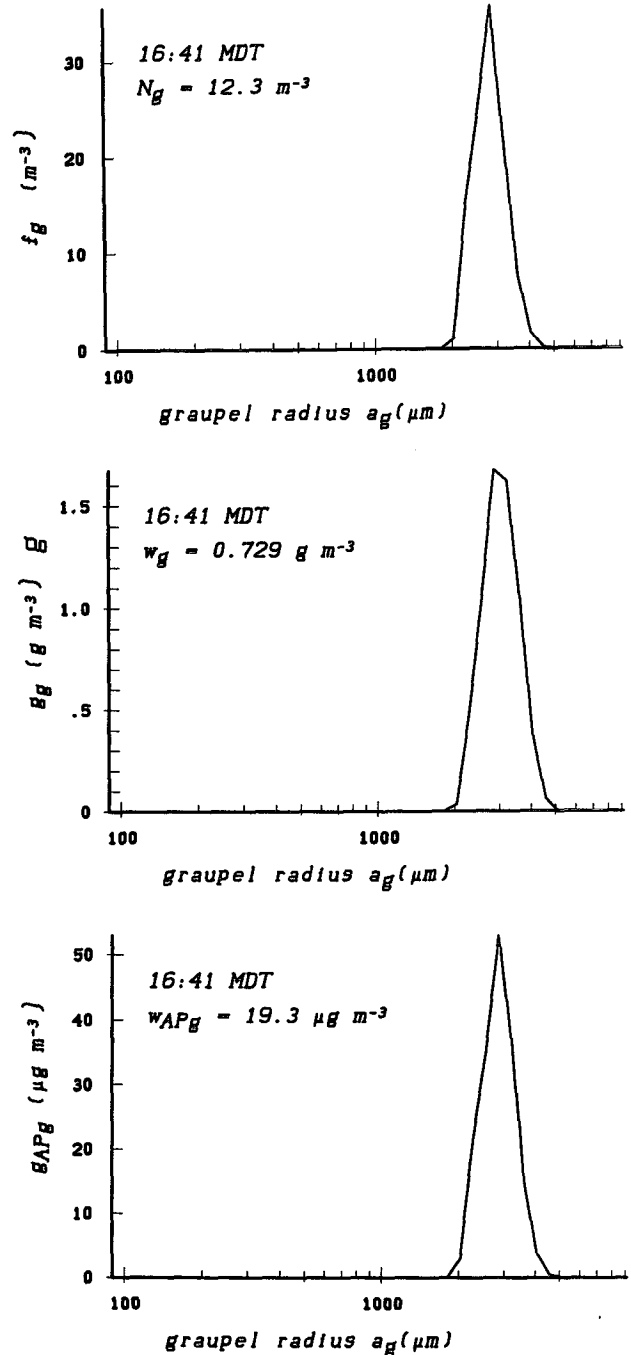 30
20
10
0
f_g (m⁻³)
16:41 MDT
N_g = 12.3 m⁻³
100 1000
graupel radius a_g(μm)
1.5
1.0
.5
0
g_g (g m⁻³) g
16:41 MDT
w_g = 0.729 g m⁻³
100 1000
graupel radius a_g(μm)
50
40
30
20
10
0
g_APg (μg m⁻³)
16:41 MDT
w_APg = 19.3 μg m⁻³
100 1000
graupel radius a_g(μm)